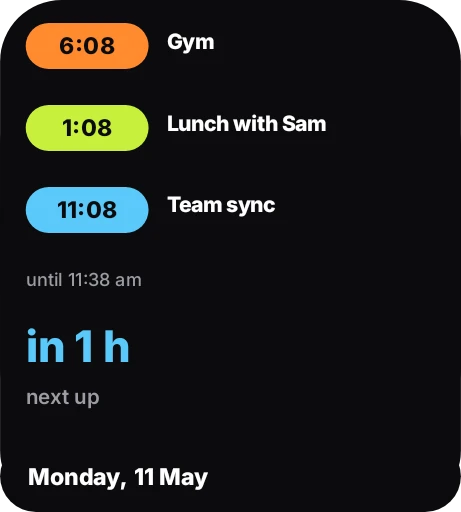 6:08 Gym
1:08 Lunch with Sam
11:08 Team sync
until 11:38 am
in 1 h
next up
Monday, 11 May